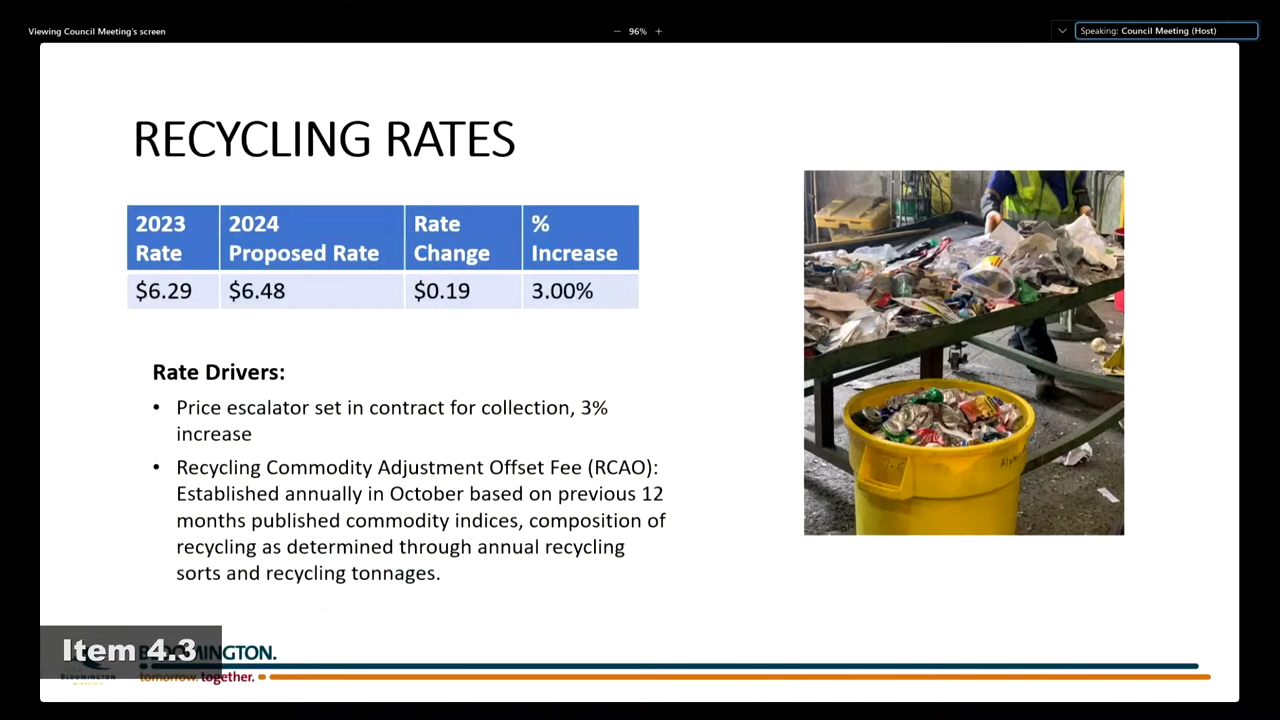 Viewing Council Meeting's screen
− 96% +
Speaking: Council Meeting (Host)
RECYCLING RATES
2023 Rate
2024 Proposed Rate
Rate Change
% Increase
$6.29
$6.48
$0.19
3.00%
Rate Drivers:
• Price escalator set in contract for collection, 3%
increase
• Recycling Commodity Adjustment Offset Fee (RCAO):
Established annually in October based on previous 12
months published commodity indices, composition of
recycling as determined through annual recycling
sorts and recycling tonnages.
Item 4.3
BLOOMINGTON.
tomorrow. together.
BLOOMINGTON